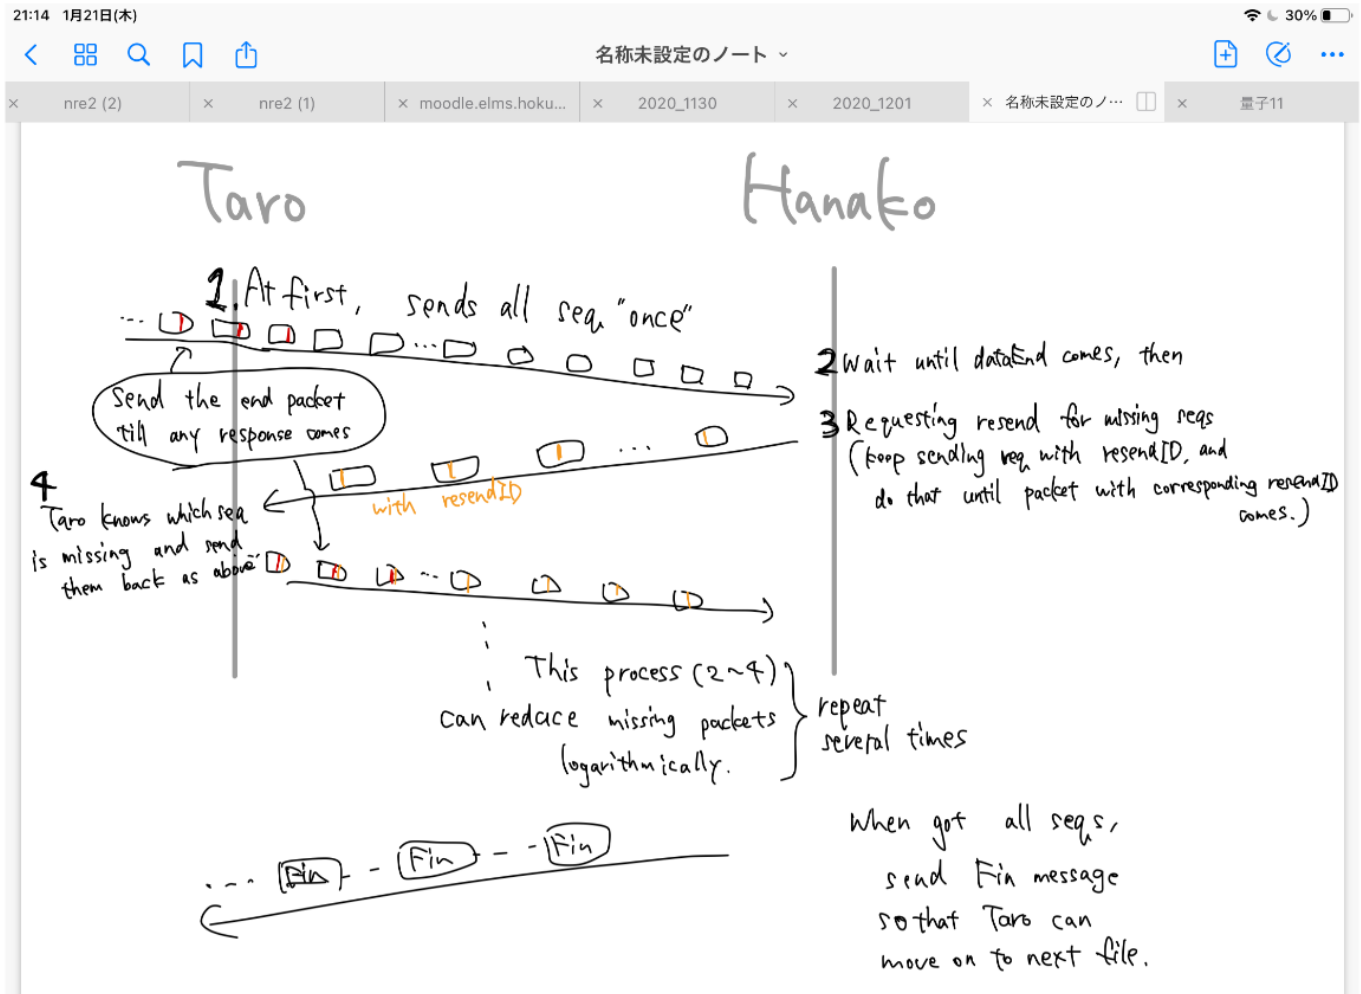 21:14 1月21日(木)
30%
名称未設定のノート
nre2 (2)
nre2 (1)
moodle.elms.hoku...
2020_1130
2020_1201
名称未設定のノ…
量子11
Taro
Hanako
1. At first, sends all seq "once"
Send the end packet
till any response comes
2 Wait until dataEnd comes, then
3 Requesting resend for missing seqs
(keep sending req with resendID, and
do that until packet with corresponding resendID
comes.)
with resendID
4
Taro knows which seq
is missing and send
them back as above
This process (2~4)
can reduce missing packets
logarithmically.
repeat
several times
Fin
Fin
Fin
When got all seqs,
send Fin message
so that Taro can
move on to next file.